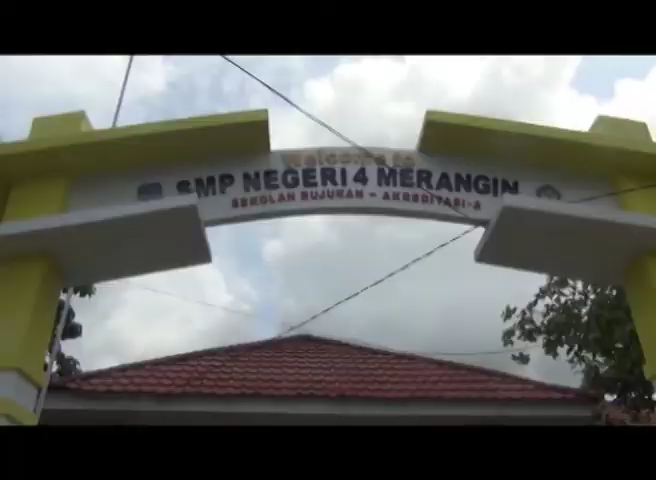 Welcome to
SMP NEGERI 4 MERANGIN
SEKOLAH RUJUKAN - AKREDITASI-A